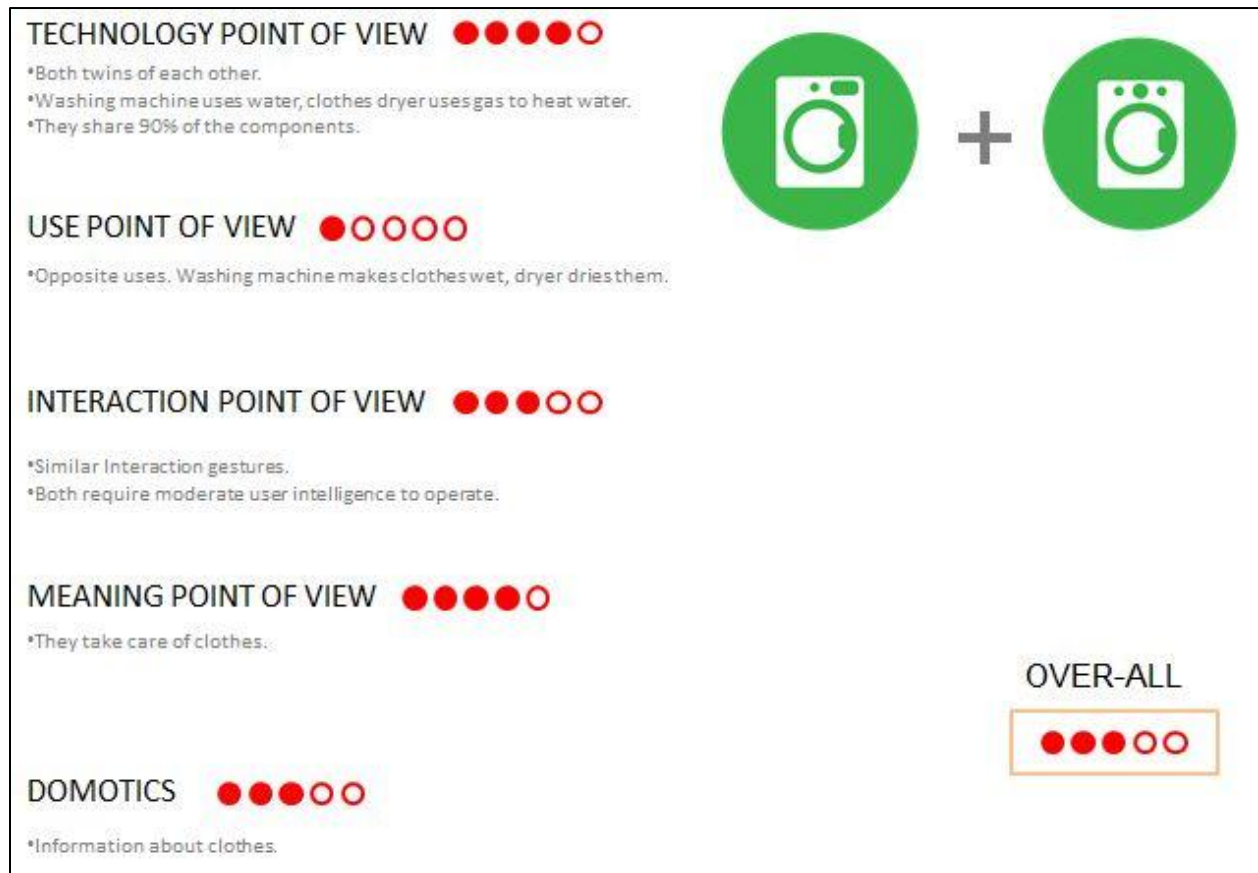 TECHNOLOGY POINT OF VIEW
*Both twins of each other.
*Washing machine uses water, clothes dryer uses gas to heat water.
*They share 90% of the components.
USE POINT OF VIEW
*Opposite uses. Washing machine makes clothes wet, dryer dries them.
INTERACTION POINT OF VIEW
*Similar Interaction gestures.
*Both require moderate user intelligence to operate.
MEANING POINT OF VIEW
*They take care of clothes.
OVER-ALL
DOMOTICS
*Information about clothes.